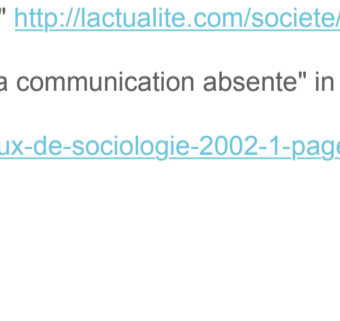 " http://lactualite.com/societe/
a communication absente" in
ux-de-sociologie-2002-1-page